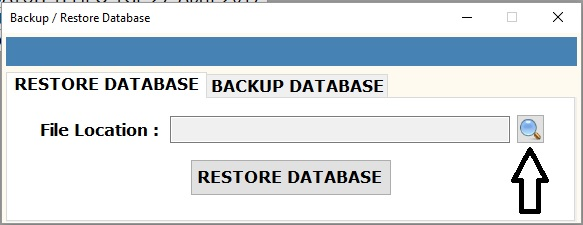 Backup / Restore Database
RESTORE DATABASE
BACKUP DATABASE
File Location :
RESTORE DATABASE